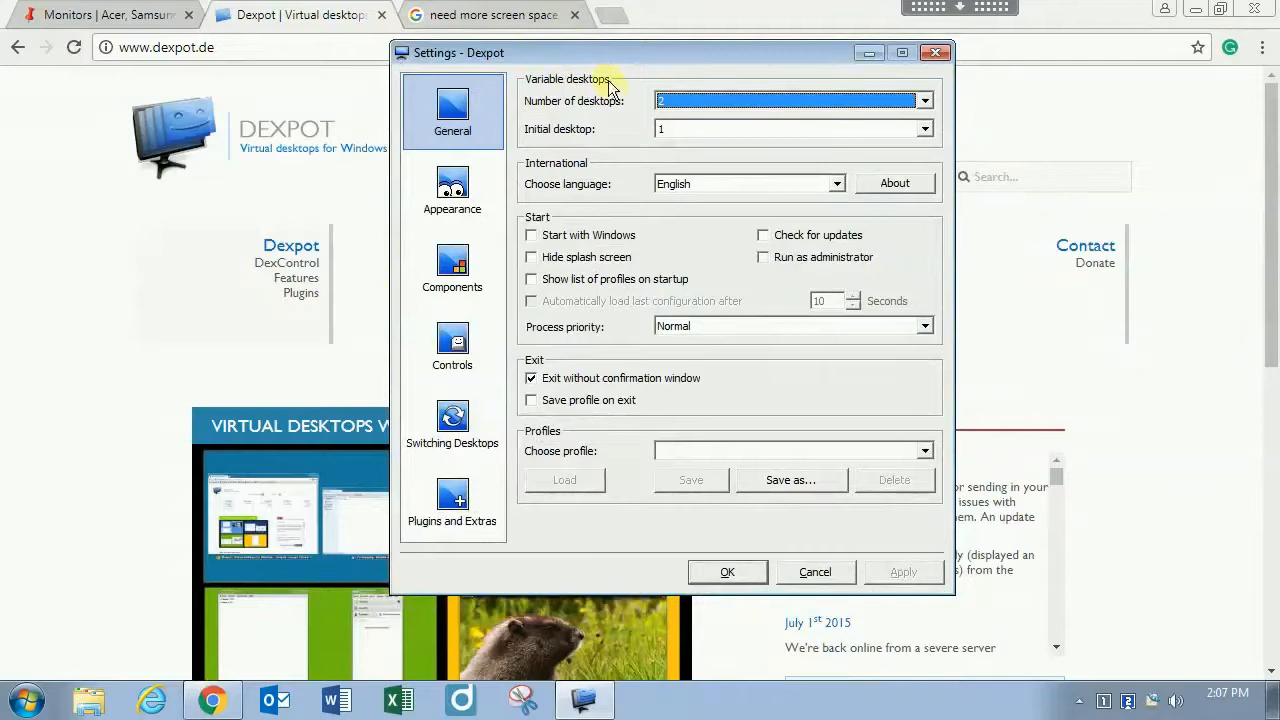 Monitors | Acer, Samsun
Dexpot | Virtual desktops
need more screen space
www.dexpot.de
Settings - Dexpot
DEXPOT
Virtual desktops for Windows
Search...
Dexpot
DexControl
Features
Plugins
Contact
Donate
General
Appearance
Components
Controls
Switching Desktops
Plugins and Extras
Variable desktops
Number of desktops:
2
Initial desktop:
1
International
Choose language:
English
About
Start
Start with Windows
Check for updates
Hide splash screen
Run as administrator
Show list of profiles on startup
Automatically load last configuration after
10
Seconds
Process priority:
Normal
Exit
Exit without confirmation window
Save profile on exit
Profiles
Choose profile:
Load
Save
Save as...
Delete
OK
Cancel
Apply
VIRTUAL DESKTOPS W
or sending in your
issues with
em. An update
y (displayed an
s) from the
July 1st 2015
We're back online from a severe server
1
2
2:07 PM